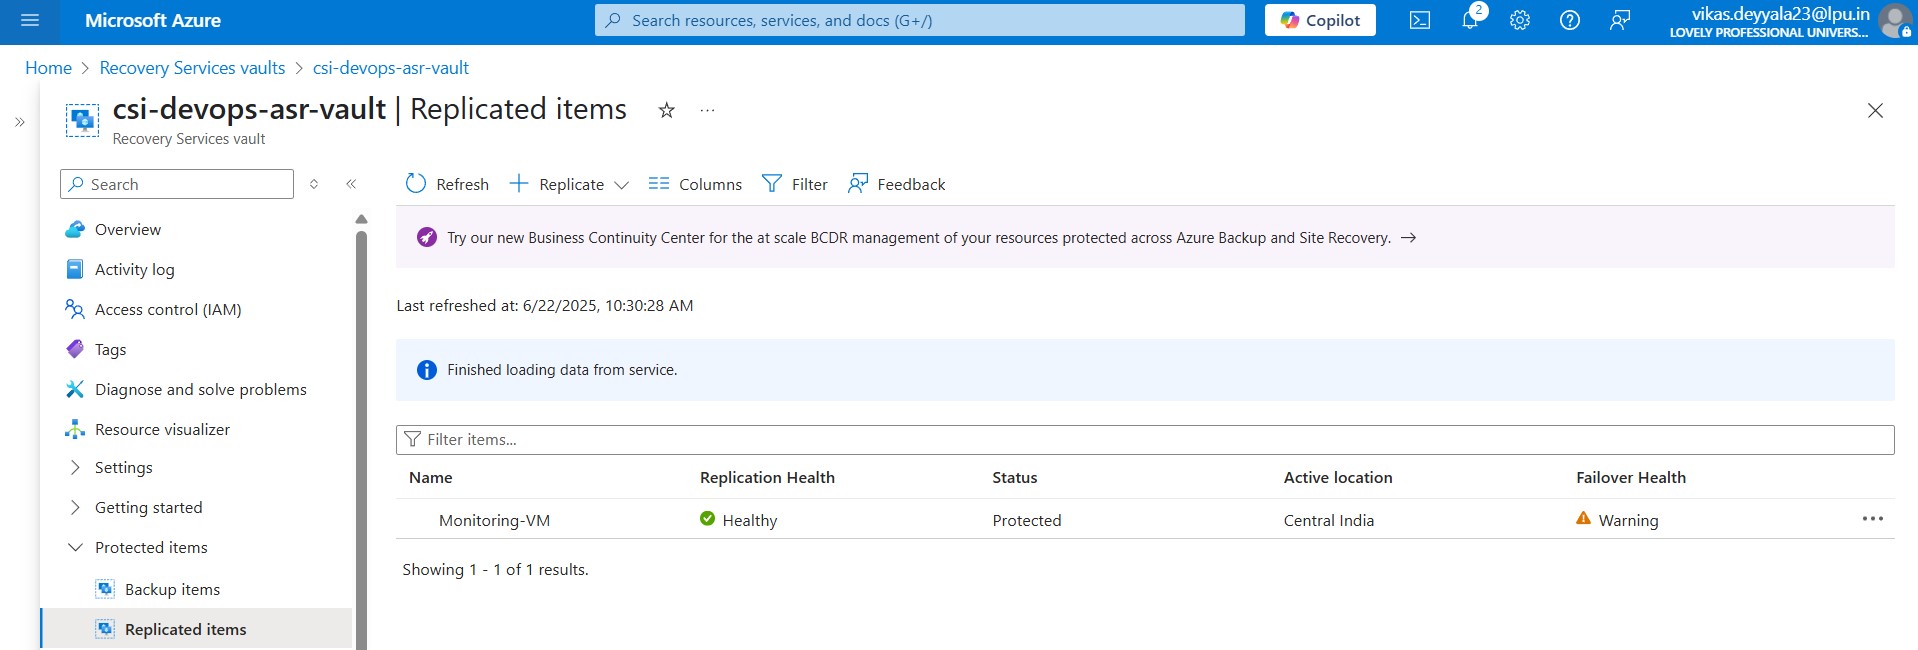 Microsoft Azure
Search resources, services, and docs (G+/)
Copilot
2
vikas.deyyala23@lpu.in
LOVELY PROFESSIONAL UNIVERS...
Home > Recovery Services vaults > csi-devops-asr-vault
csi-devops-asr-vault | Replicated items
Recovery Services vault
Search
Refresh
Replicate
Columns
Filter
Feedback
Overview
Activity log
Access control (IAM)
Tags
Diagnose and solve problems
Resource visualizer
Settings
Getting started
Protected items
Backup items
Replicated items
Try our new Business Continuity Center for the at scale BCDR management of your resources protected across Azure Backup and Site Recovery. →
Last refreshed at: 6/22/2025, 10:30:28 AM
Finished loading data from service.
Filter items...
Name Replication Health Status Active location Failover Health
Monitoring-VM Healthy Protected Central India Warning
Showing 1 - 1 of 1 results.